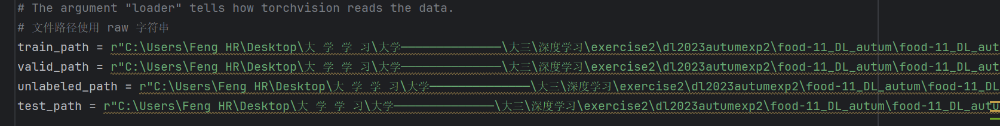 # The argument "loader" tells how torchvision reads the data.
# 文件路径使用 raw 字符串
train_path = r"C:\Users\Feng HR\Desktop\大 学 学 习\大学——————————————\大三\深度学习\exercise2\dl2023autumexp2\food-11_DL_autum\food-11_DL_aut
valid_path = r"C:\Users\Feng HR\Desktop\大 学 学 习\大学——————————————\大三\深度学习\exercise2\dl2023autumexp2\food-11_DL_autum\food-11_DL_aut
unlabeled_path = r"C:\Users\Feng HR\Desktop\大 学 学 习\大学——————————————\大三\深度学习\exercise2\dl2023autumexp2\food-11_DL_autum\food-11_DL
test_path = r"C:\Users\Feng HR\Desktop\大 学 学 习\大学——————————————\大三\深度学习\exercise2\dl2023autumexp2\food-11_DL_autum\food-11_DL_autu